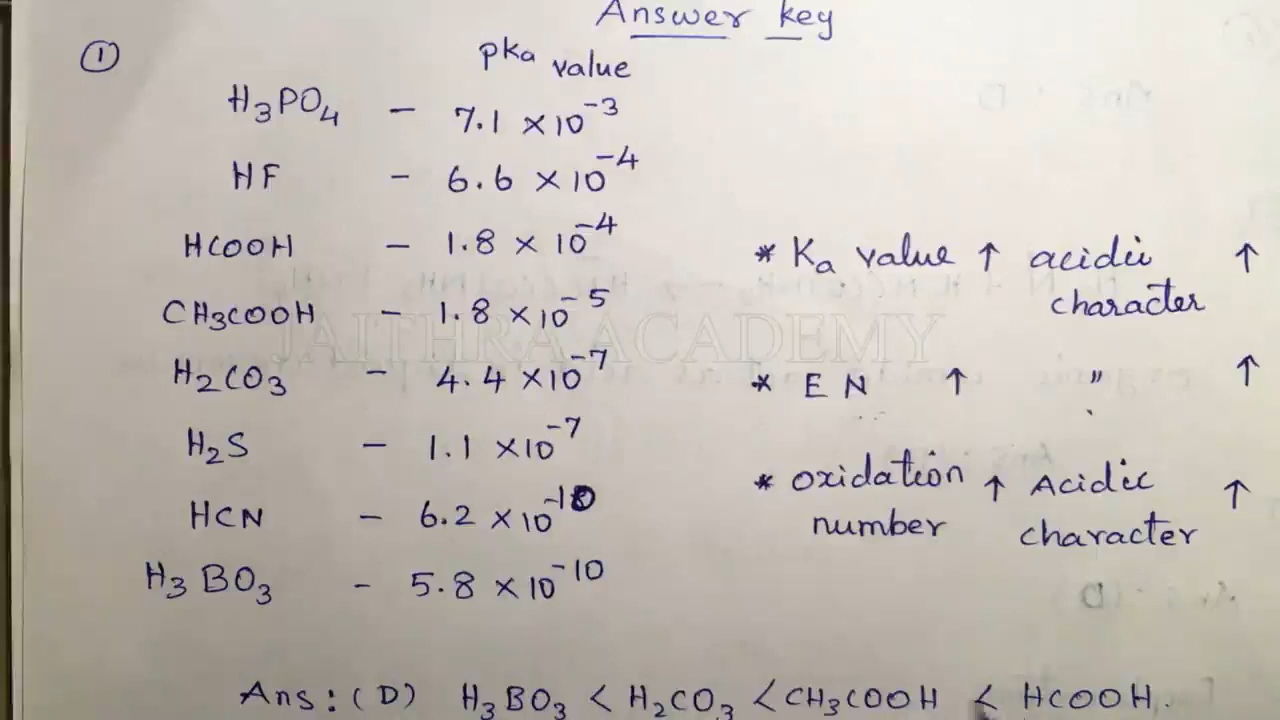 Answer key
①
pKa value
H₃PO₄ – 7.1 ×10⁻³
HF – 6.6 ×10⁻⁴
HCOOH – 1.8 × 10⁻⁴
CH₃COOH – 1.8 ×10⁻⁵
H₂CO₃ – 4.4 ×10⁻⁷
H₂S – 1.1 ×10⁻⁷
HCN – 6.2 ×10⁻¹⁰
H₃BO₃ – 5.8 ×10⁻¹⁰
* Ka value ↑ acidic ↑
character
* EN ↑ " ↑
* oxidation ↑ Acidic ↑
number character
JAITHRA ACADEMY
Ans : (D) H₃BO₃ < H₂CO₃ < CH₃COOH < HCOOH.